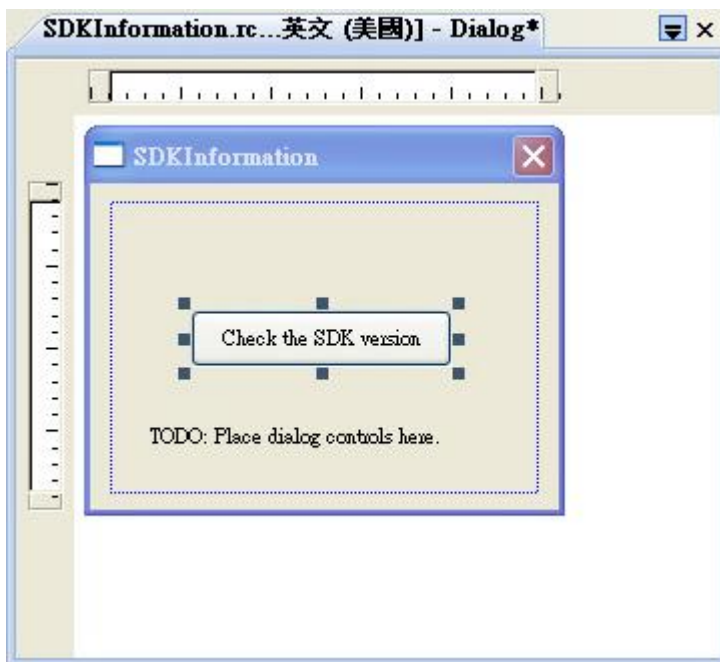 SDKInformation.rc...英文 (美國)] - Dialog*
SDKInformation
Check the SDK version
TODO: Place dialog controls here.